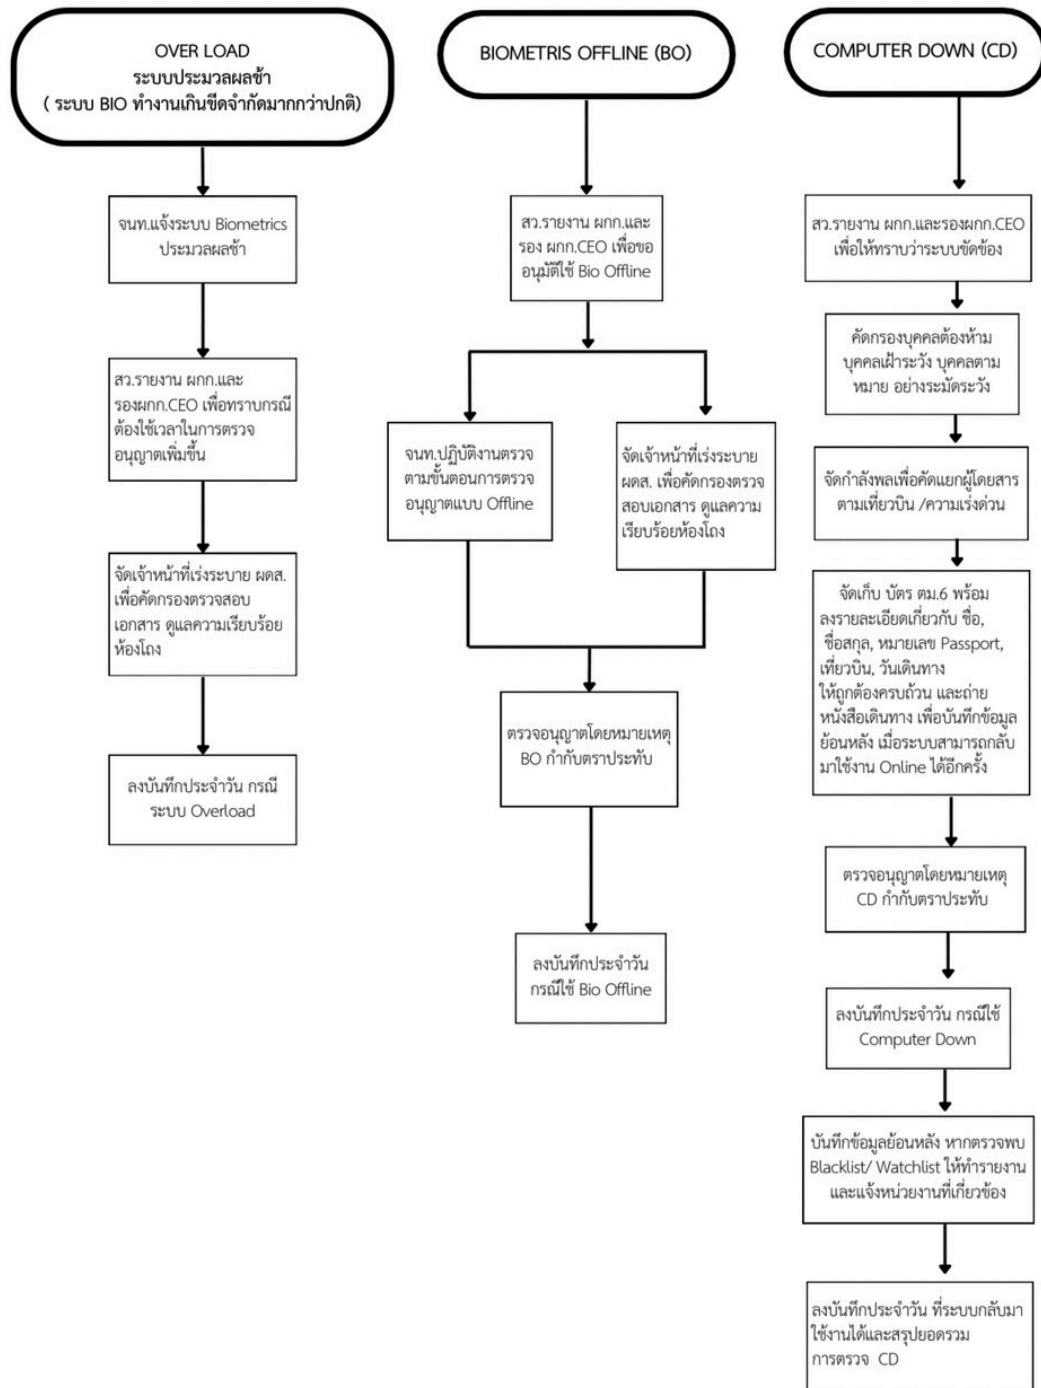 OVER LOAD
ระบบประมวลผลช้า
( ระบบ BIO ทำงานเกินขีดจำกัดมากกว่าปกติ)
จนท.แจ้งระบบ Biometrics
ประมวลผลช้า
สว.รายงาน ผกก.และ
รองผกก.CEO เพื่อทราบกรณี
ต้องใช้เวลาในการตรวจ
อนุญาตเพิ่มขึ้น
จัดเจ้าหน้าที่เร่งระบาย ผดส.
เพื่อคัดกรองตรวจสอบ
เอกสาร ดูแลความเรียบร้อย
ห้องโถง
ลงบันทึกประจำวัน กรณี
ระบบ Overload
BIOMETRIS OFFLINE (BO)
สว.รายงาน ผกก.และ
รอง ผกก.CEO เพื่อขอ
อนุมัติใช้ Bio Offline
จนท.ปฏิบัติงานตรวจ
ตามขั้นตอนการตรวจ
อนุญาตแบบ Offline
จัดเจ้าหน้าที่เร่งระบาย
ผดส. เพื่อคัดกรองตรวจ
สอบเอกสาร ดูแลความ
เรียบร้อยห้องโถง
ตรวจอนุญาตโดยหมายเหตุ
BO กำกับตราประทับ
ลงบันทึกประจำวัน
กรณีใช้ Bio Offline
COMPUTER DOWN (CD)
สว.รายงาน ผกก.และรองผกก.CEO
เพื่อให้ทราบว่าระบบขัดข้อง
คัดกรองบุคคลต้องห้าม
บุคคลเฝ้าระวัง บุคคลตาม
หมาย อย่างระมัดระวัง
จัดกำลังพลเพื่อคัดแยกผู้โดยสาร
ตามเที่ยวบิน /ความเร่งด่วน
จัดเก็บ บัตร ตม.6 พร้อม
ลงรายละเอียดเกี่ยวกับ ชื่อ,
ชื่อสกุล, หมายเลข Passport,
เที่ยวบิน, วันเดินทาง
ให้ถูกต้องครบถ้วน และถ่าย
หนังสือเดินทาง เพื่อบันทึกข้อมูล
ย้อนหลัง เมื่อระบบสามารถกลับ
มาใช้งาน Online ได้อีกครั้ง
ตรวจอนุญาตโดยหมายเหตุ
CD กำกับตราประทับ
ลงบันทึกประจำวัน กรณีใช้
Computer Down
บันทึกข้อมูลย้อนหลัง หากตรวจพบ
Blacklist/ Watchlist ให้ทำรายงาน
และแจ้งหน่วยงานที่เกี่ยวข้อง
ลงบันทึกประจำวัน ที่ระบบกลับมา
ใช้งานได้และสรุปยอดรวม
การตรวจ CD